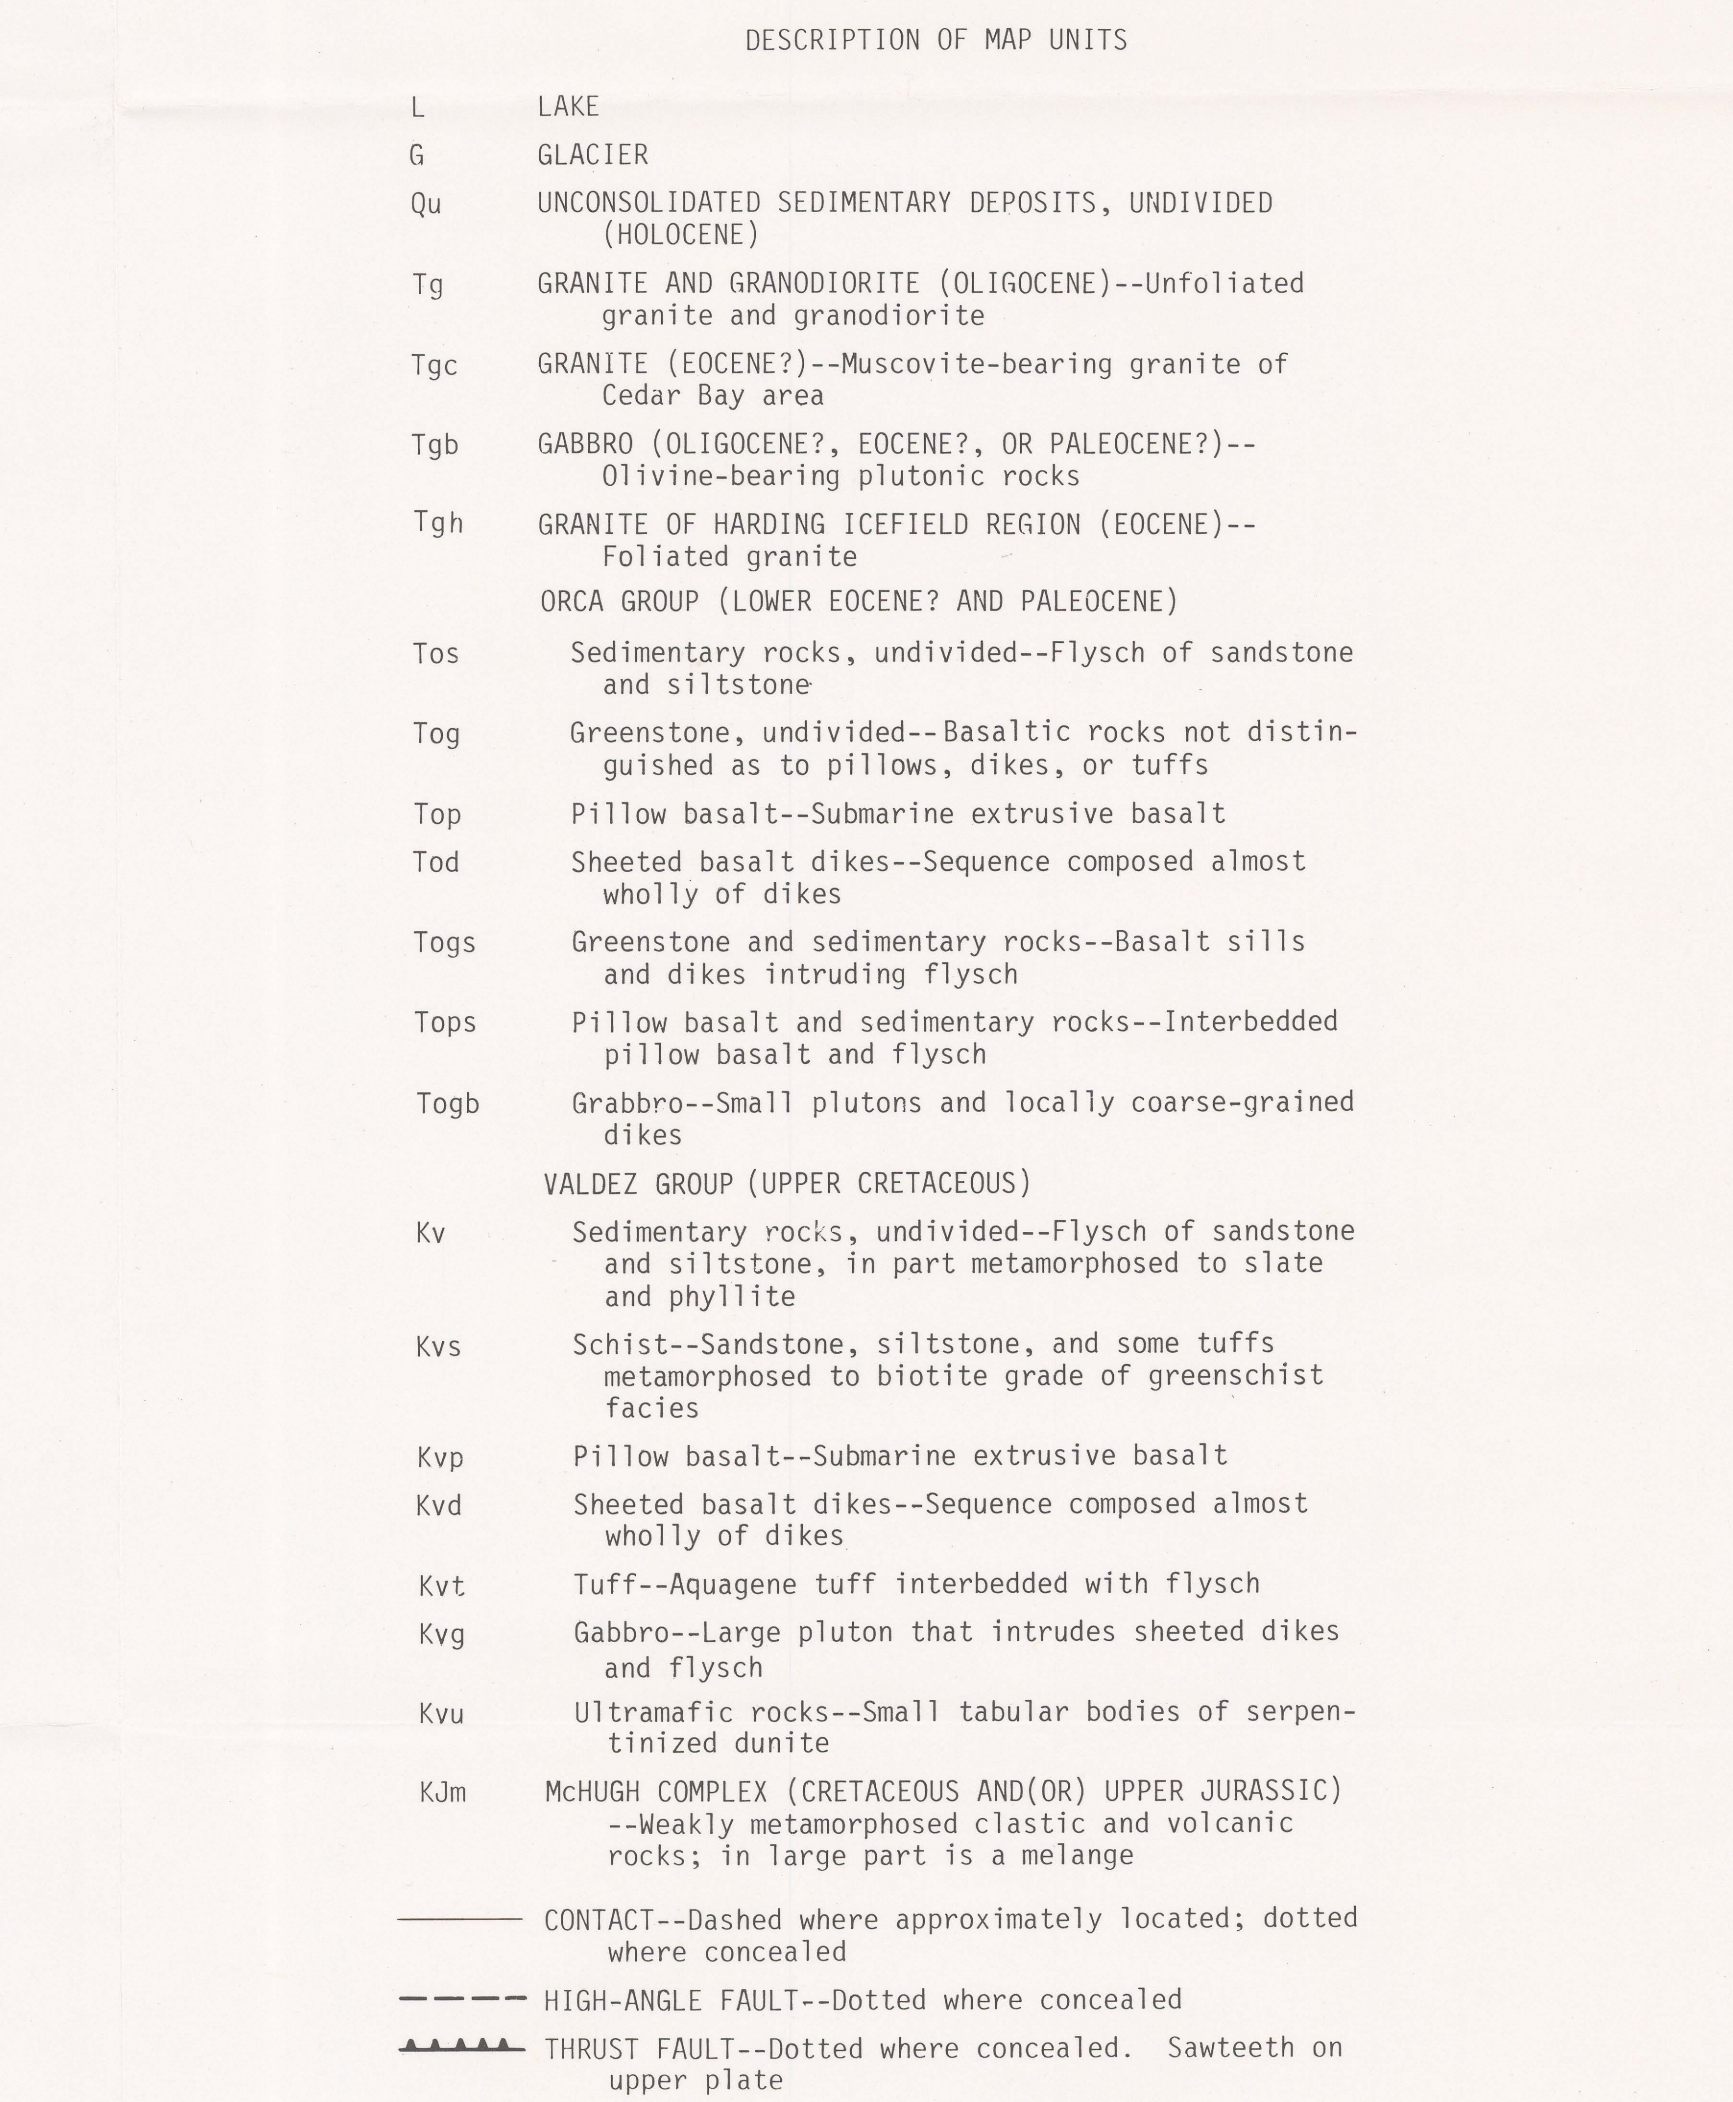 DESCRIPTION OF MAP UNITS
L LAKE
G GLACIER
Qu UNCONSOLIDATED SEDIMENTARY DEPOSITS, UNDIVIDED
(HOLOCENE)
Tg GRANITE AND GRANODIORITE (OLIGOCENE)--Unfoliated
granite and granodiorite
Tgc GRANITE (EOCENE?)--Muscovite-bearing granite of
Cedar Bay area
Tgb GABBRO (OLIGOCENE?, EOCENE?, OR PALEOCENE?)--
Olivine-bearing plutonic rocks
Tgh GRANITE OF HARDING ICEFIELD REGION (EOCENE)--
Foliated granite
ORCA GROUP (LOWER EOCENE? AND PALEOCENE)
Tos Sedimentary rocks, undivided--Flysch of sandstone
and siltstone
Tog Greenstone, undivided--Basaltic rocks not distin-
guished as to pillows, dikes, or tuffs
Top Pillow basalt--Submarine extrusive basalt
Tod Sheeted basalt dikes--Sequence composed almost
wholly of dikes
Togs Greenstone and sedimentary rocks--Basalt sills
and dikes intruding flysch
Tops Pillow basalt and sedimentary rocks--Interbedded
pillow basalt and flysch
Togb Grabbro--Small plutons and locally coarse-grained
dikes
VALDEZ GROUP (UPPER CRETACEOUS)
Kv Sedimentary rocks, undivided--Flysch of sandstone
and siltstone, in part metamorphosed to slate
and phyllite
Kvs Schist--Sandstone, siltstone, and some tuffs
metamorphosed to biotite grade of greenschist
facies
Kvp Pillow basalt--Submarine extrusive basalt
Kvd Sheeted basalt dikes--Sequence composed almost
wholly of dikes
Kvt Tuff--Aquagene tuff interbedded with flysch
Kvg Gabbro--Large pluton that intrudes sheeted dikes
and flysch
Kvu Ultramafic rocks--Small tabular bodies of serpen-
tinized dunite
KJm McHUGH COMPLEX (CRETACEOUS AND(OR) UPPER JURASSIC)
--Weakly metamorphosed clastic and volcanic
rocks; in large part is a melange
CONTACT--Dashed where approximately located; dotted
where concealed
HIGH-ANGLE FAULT--Dotted where concealed
THRUST FAULT--Dotted where concealed. Sawteeth on
upper plate